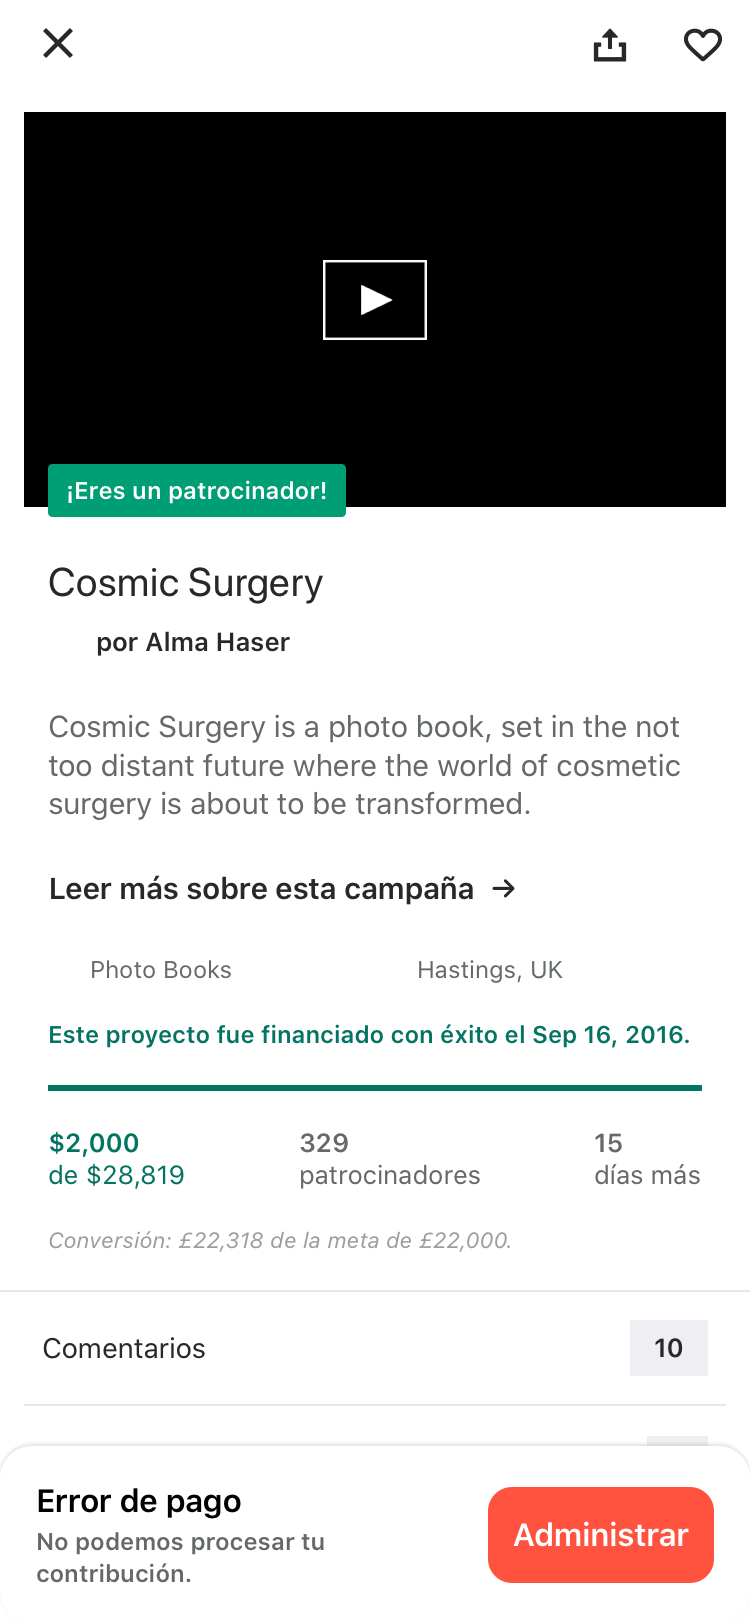 ¡Eres un patrocinador!
Cosmic Surgery
por Alma Haser
Cosmic Surgery is a photo book, set in the not
too distant future where the world of cosmetic
surgery is about to be transformed.
Leer más sobre esta campaña →
Photo Books
Hastings, UK
Este proyecto fue financiado con éxito el Sep 16, 2016.
$2,000
de $28,819
329
patrocinadores
15
días más
Conversión: £22,318 de la meta de £22,000.
Comentarios
10
Error de pago
No podemos procesar tu
contribución.
Administrar